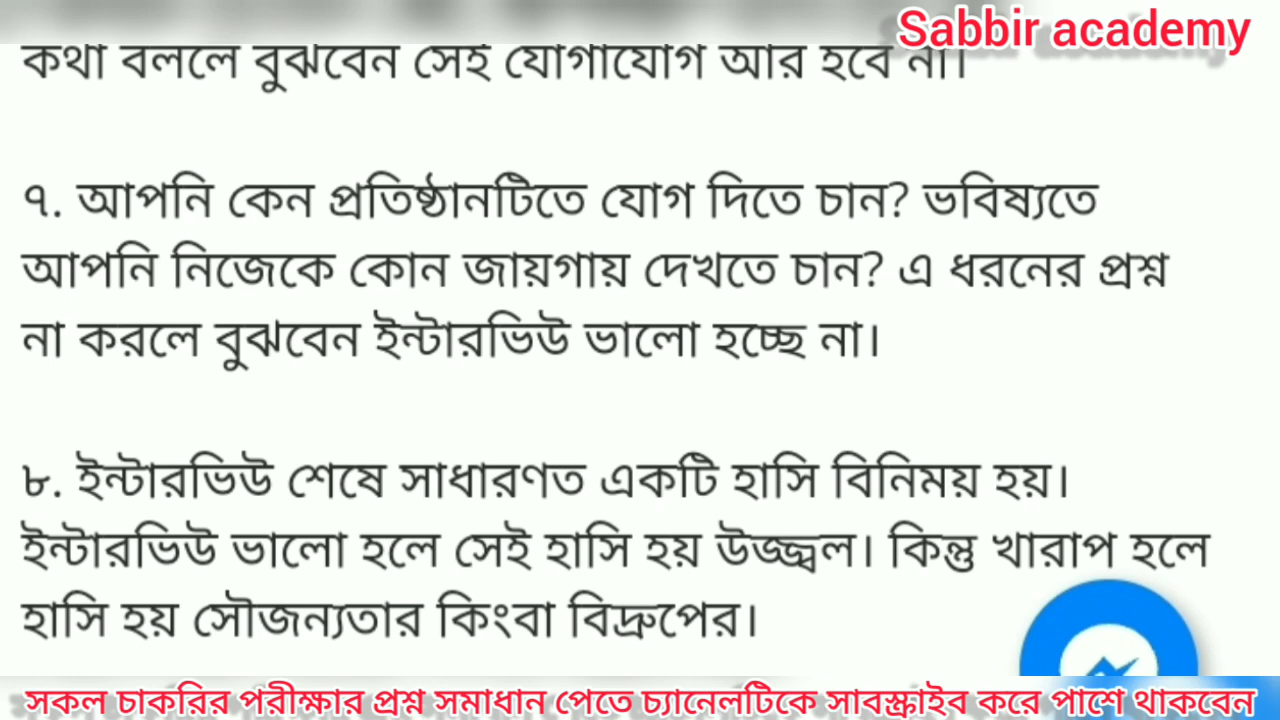 Sabbir academy
কথা বললে বুঝবেন সেই যোগাযোগ আর হবে না।
৭. আপনি কেন প্রতিষ্ঠানটিতে যোগ দিতে চান? ভবিষ্যতে
আপনি নিজেকে কোন জায়গায় দেখতে চান? এ ধরনের প্রশ্ন
না করলে বুঝবেন ইন্টারভিউ ভালো হচ্ছে না।
৮. ইন্টারভিউ শেষে সাধারণত একটি হাসি বিনিময় হয়।
ইন্টারভিউ ভালো হলে সেই হাসি হয় উজ্জ্বল। কিন্তু খারাপ হলে
হাসি হয় সৌজন্যতার কিংবা বিদ্রুপের।
সকল চাকরির পরীক্ষার প্রশ্ন সমাধান পেতে চ্যানেলটিকে সাবস্ক্রাইব করে পাশে থাকবেন